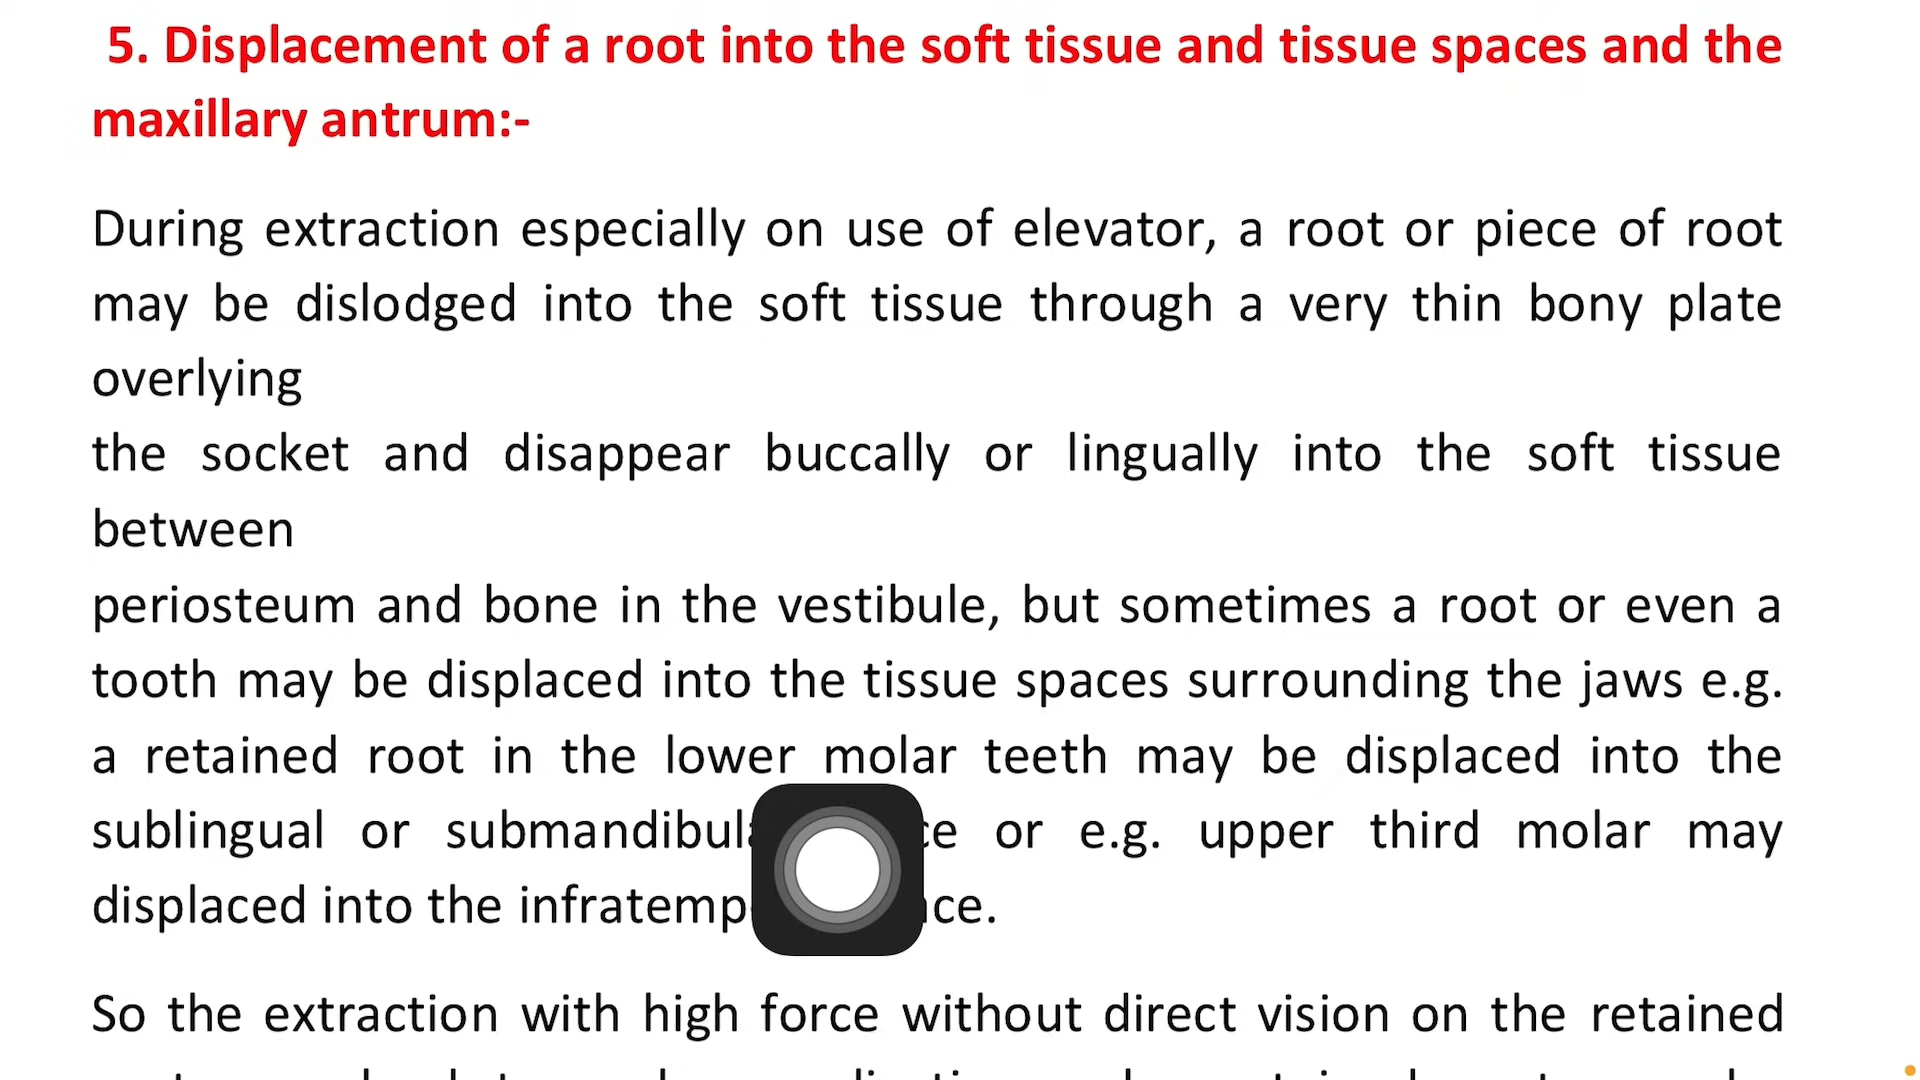 5. Displacement of a root into the soft tissue and tissue spaces and the
maxillary antrum:-
During extraction especially on use of elevator, a root or piece of root
may be dislodged into the soft tissue through a very thin bony plate
overlying
the socket and disappear buccally or lingually into the soft tissue
between
periosteum and bone in the vestibule, but sometimes a root or even a
tooth may be displaced into the tissue spaces surrounding the jaws e.g.
a retained root in the lower molar teeth may be displaced into the
sublingual or or e.g. upper third molar may
displaced into the
So the extraction with high force without direct vision on the retained